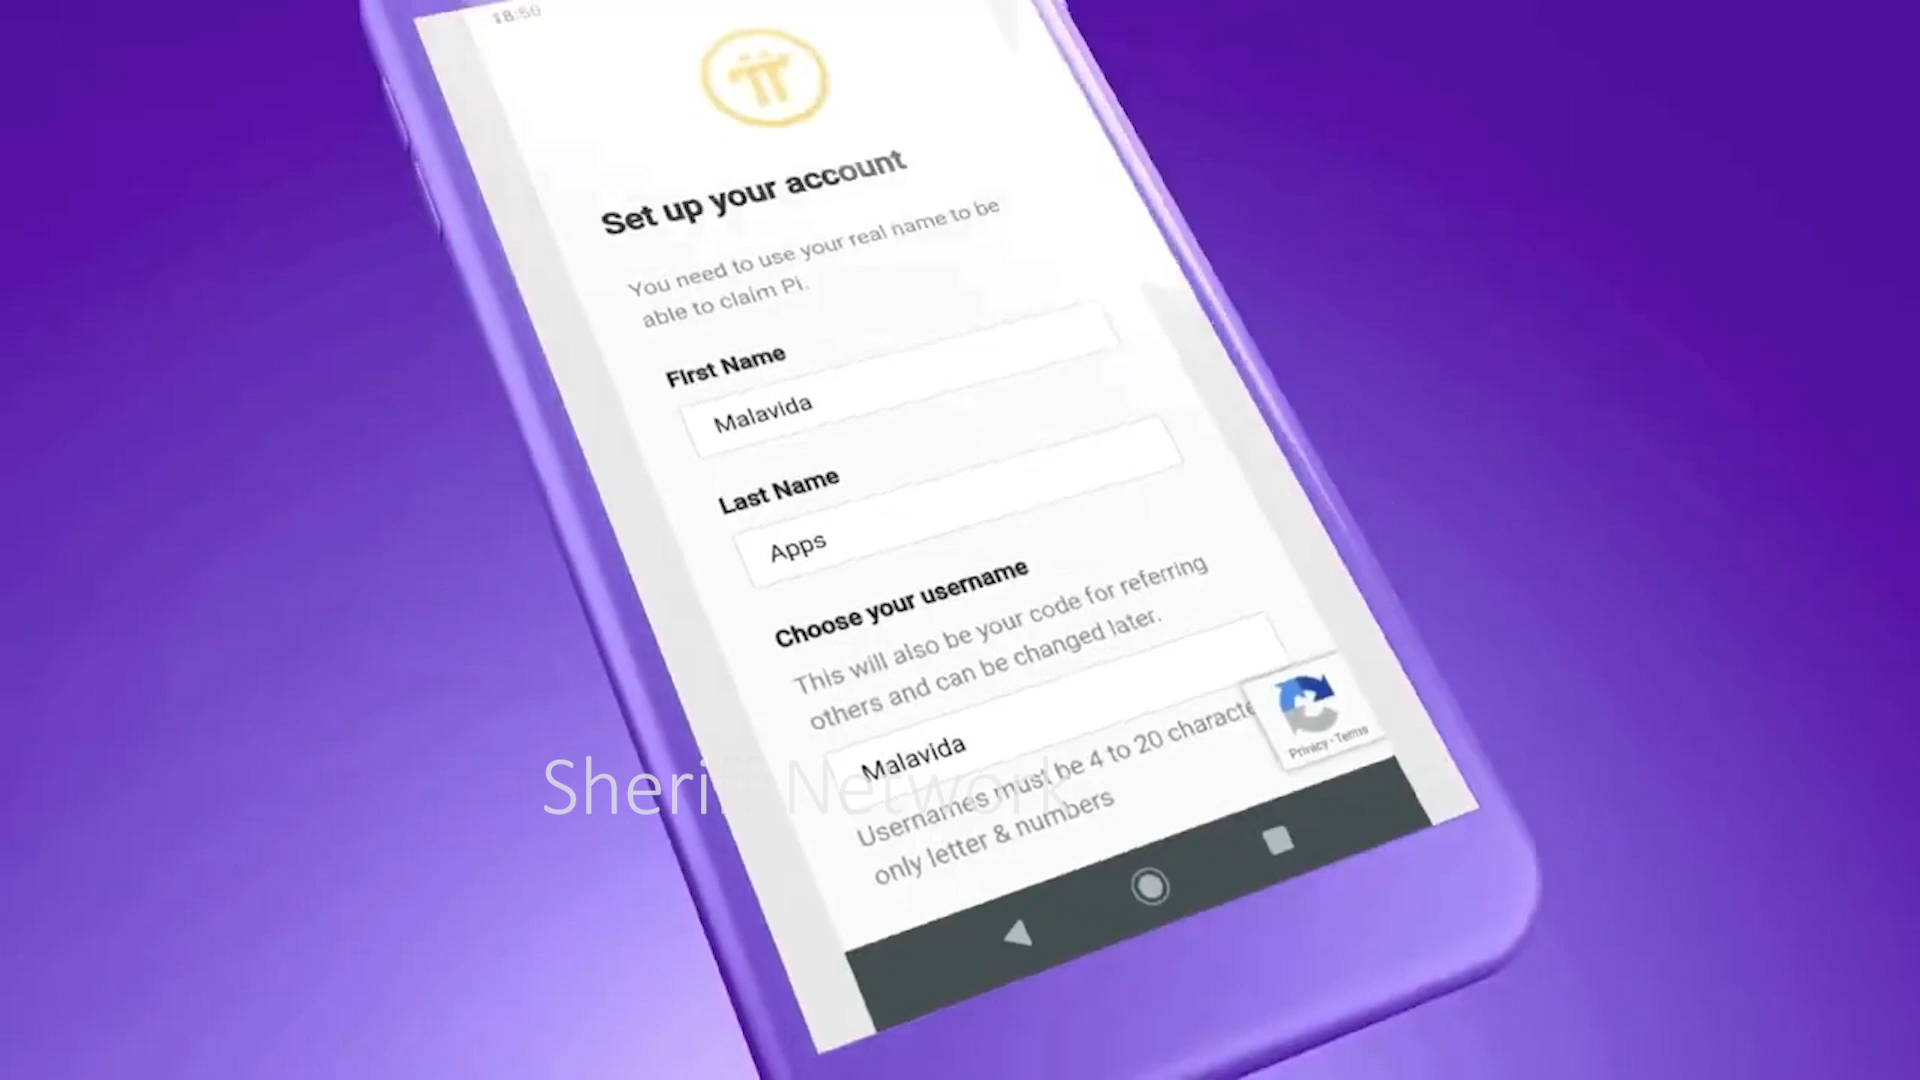 18:50
Set up your account
You need to use your real name to be
able to claim Pi.
First Name
Malavida
Last Name
Apps
Choose your username
This will also be your code for referring
others and can be changed later.
Malavida
Usernames must be 4 to 20 characte
only letter & numbers
Privacy - Terms
Sheriff Network